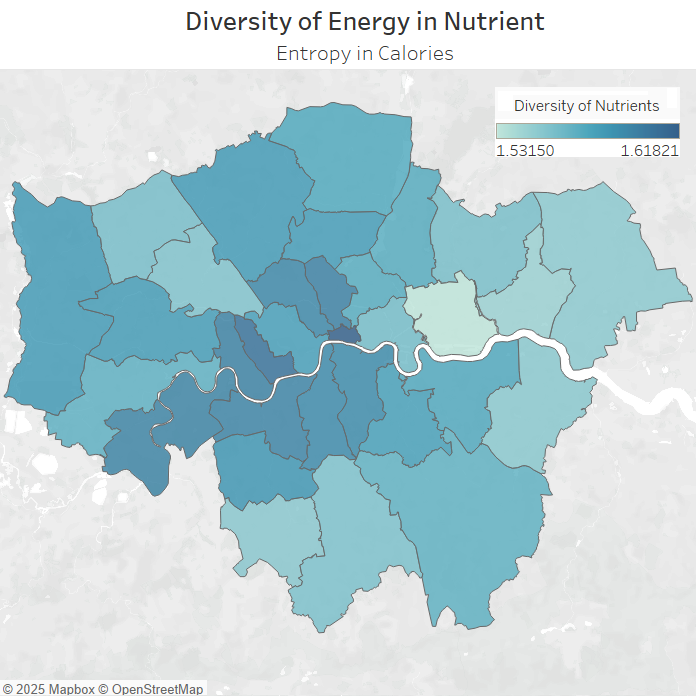 Diversity of Energy in Nutrient
Entropy in Calories
Diversity of Nutrients
1.53150 1.61821
© 2025 Mapbox © OpenStreetMap